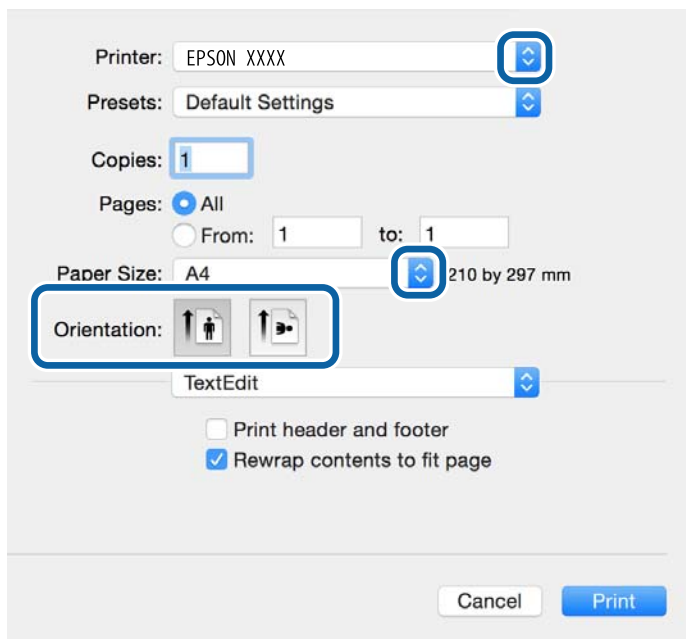 Printer: EPSON XXXX
Presets: Default Settings
Copies: 1
Pages: All
From: 1 to: 1
Paper Size: A4 210 by 297 mm
Orientation:
TextEdit
Print header and footer
Rewrap contents to fit page
Cancel Print